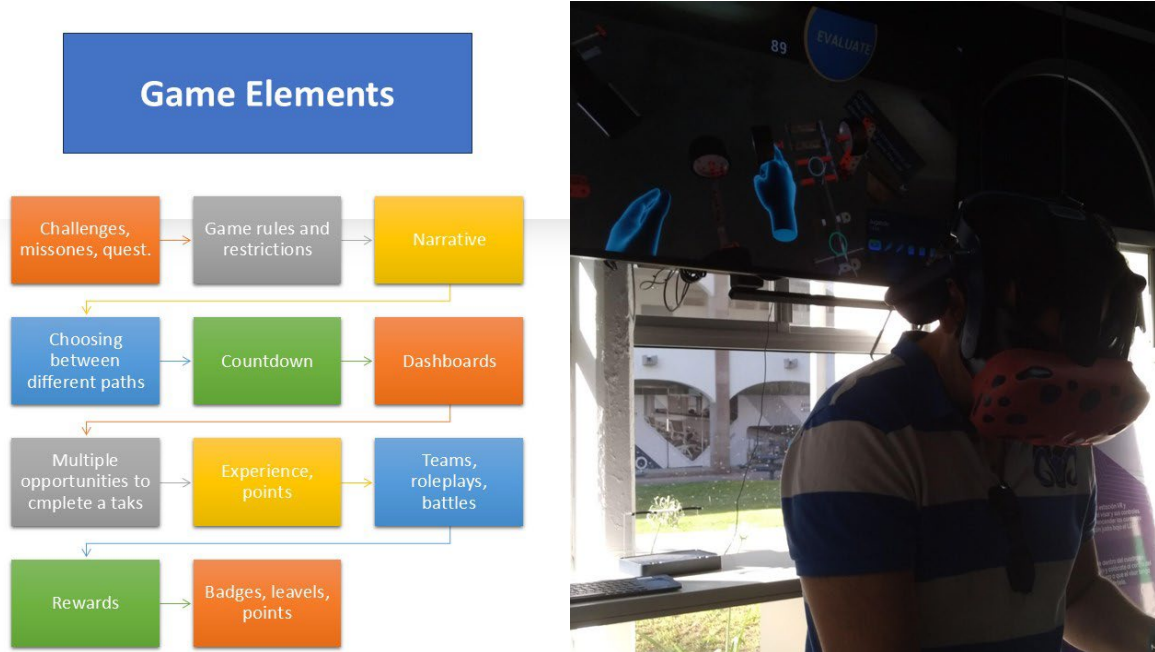 Game Elements
Challenges,
missones, quest.
Game rules and
restrictions
Narrative
Choosing
between
different paths
Countdown
Dashboards
Multiple
opportunities to
cmplete a taks
Experience,
points
Teams,
roleplays,
battles
Rewards
Badges, leavels,
points
89
EVALUATE